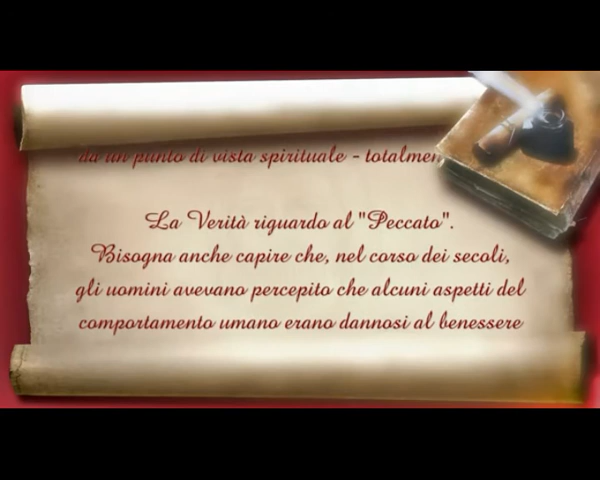 da un punto di vista spirituale - totalmen
La Verità riguardo al "Peccato".
Bisogna anche capire che, nel corso dei secoli,
gli uomini avevano percepito che alcuni aspetti del
comportamento umano erano dannosi al benessere